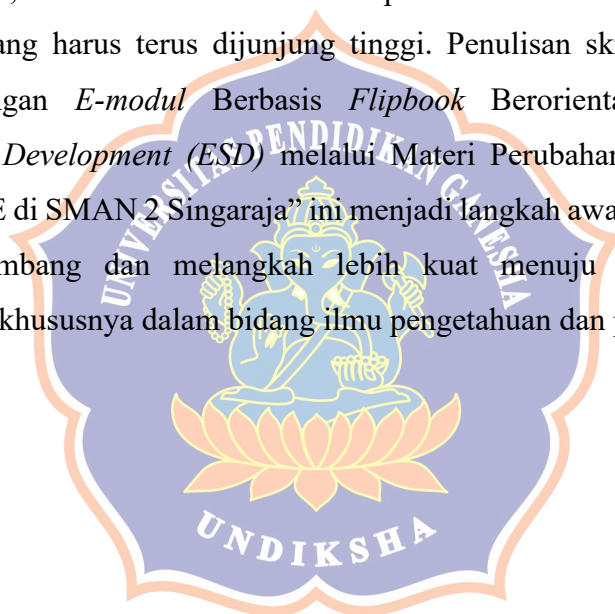 ang harus terus dijunjung tinggi. Penulisan sk
gan E-modul Berbasis Flipbook Berorienta
Development (ESD) melalui Materi Perubahan
E di SMAN 2 Singaraja” ini menjadi langkah awa
mbang dan melangkah lebih kuat menuju
khususnya dalam bidang ilmu pengetahuan dan p
UNIVERSITAS PENDIDIKAN GANESHA
UNDIKSHA